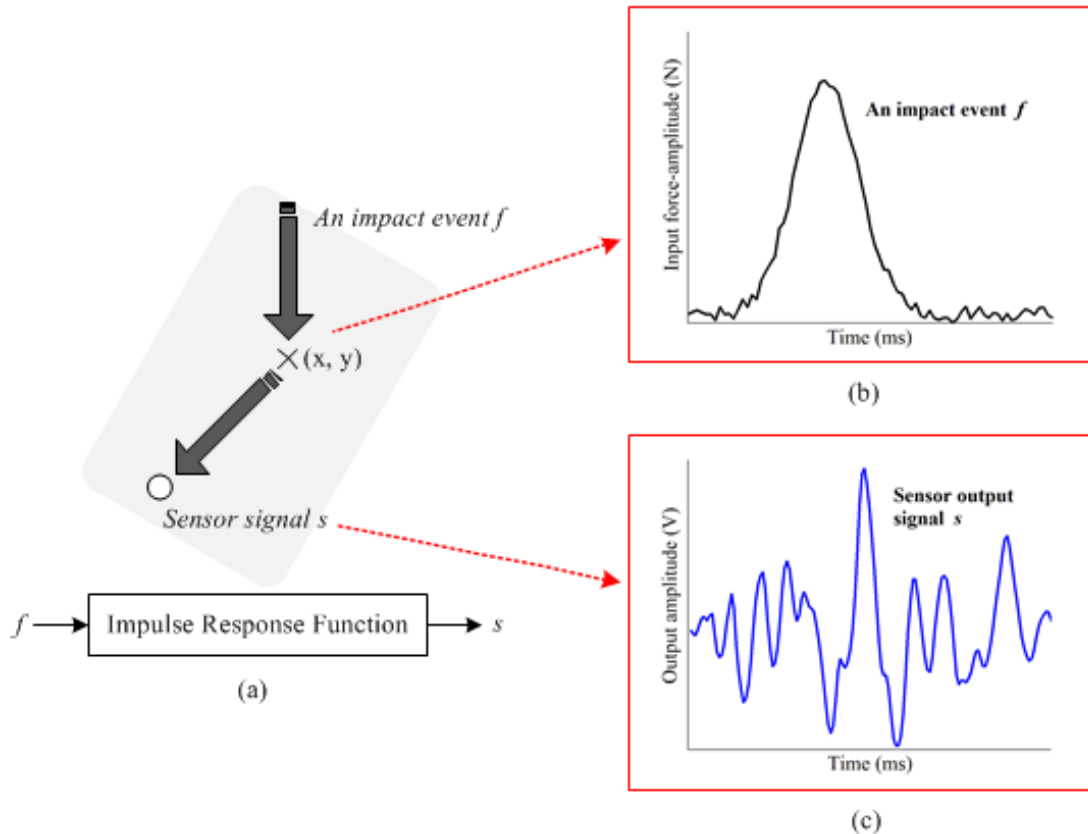 An impact event f
(x, y)
Sensor signal s
f
Impulse Response Function
s
(a)
Input force-amplitude (N)
An impact event f
Time (ms)
(b)
Output amplitude (V)
Sensor output
signal s
Time (ms)
(c)